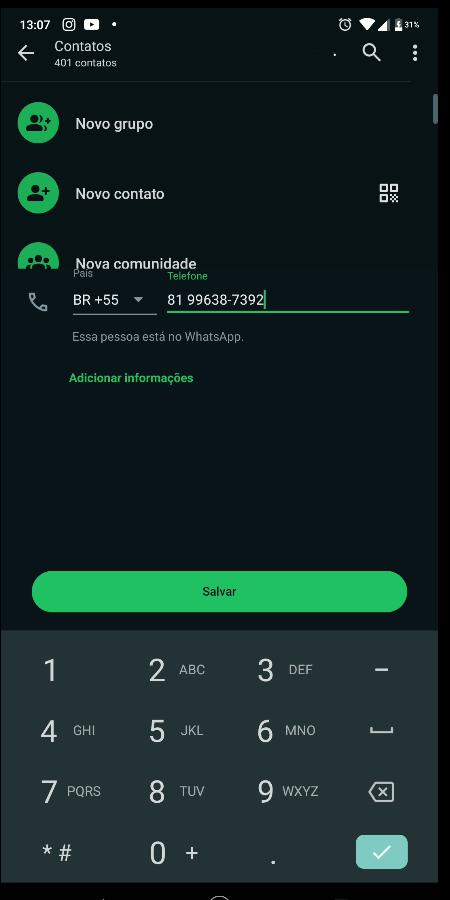 13:07
31%
Contatos
401 contatos
Novo grupo
Novo contato
Nova comunidade
País
Telefone
BR +55
81 99638-7392
Essa pessoa está no WhatsApp.
Adicionar informações
Salvar
1 2 ABC 3 DEF –
4 GHI 5 JKL 6 MNO
7 PQRS 8 TUV 9 WXYZ
* # 0 + .